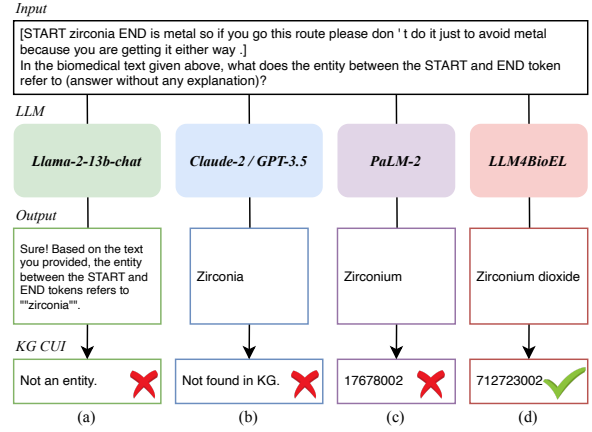 Input
[START zirconia END is metal so if you go this route please don ' t do it just to avoid metal
because you are getting it either way .]
In the biomedical text given above, what does the entity between the START and END token
refer to (answer without any explanation)?
LLM
Llama-2-13b-chat
Claude-2 / GPT-3.5
PaLM-2
LLM4BioEL
Output
Sure! Based on the text
you provided, the entity
between the START and
END tokens refers to
""zirconia"".
Zirconia
Zirconium
Zirconium dioxide
KG CUI
Not an entity.
Not found in KG.
17678002
712723002
(a)
(b)
(c)
(d)